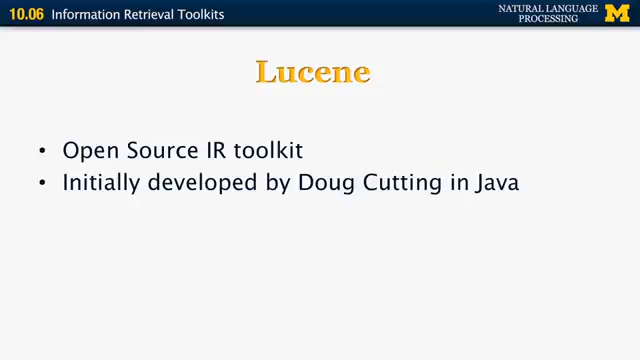 10.06 Information Retrieval Toolkits
NATURAL LANGUAGE
PROCESSING
M
Lucene
• Open Source IR toolkit
• Initially developed by Doug Cutting in Java